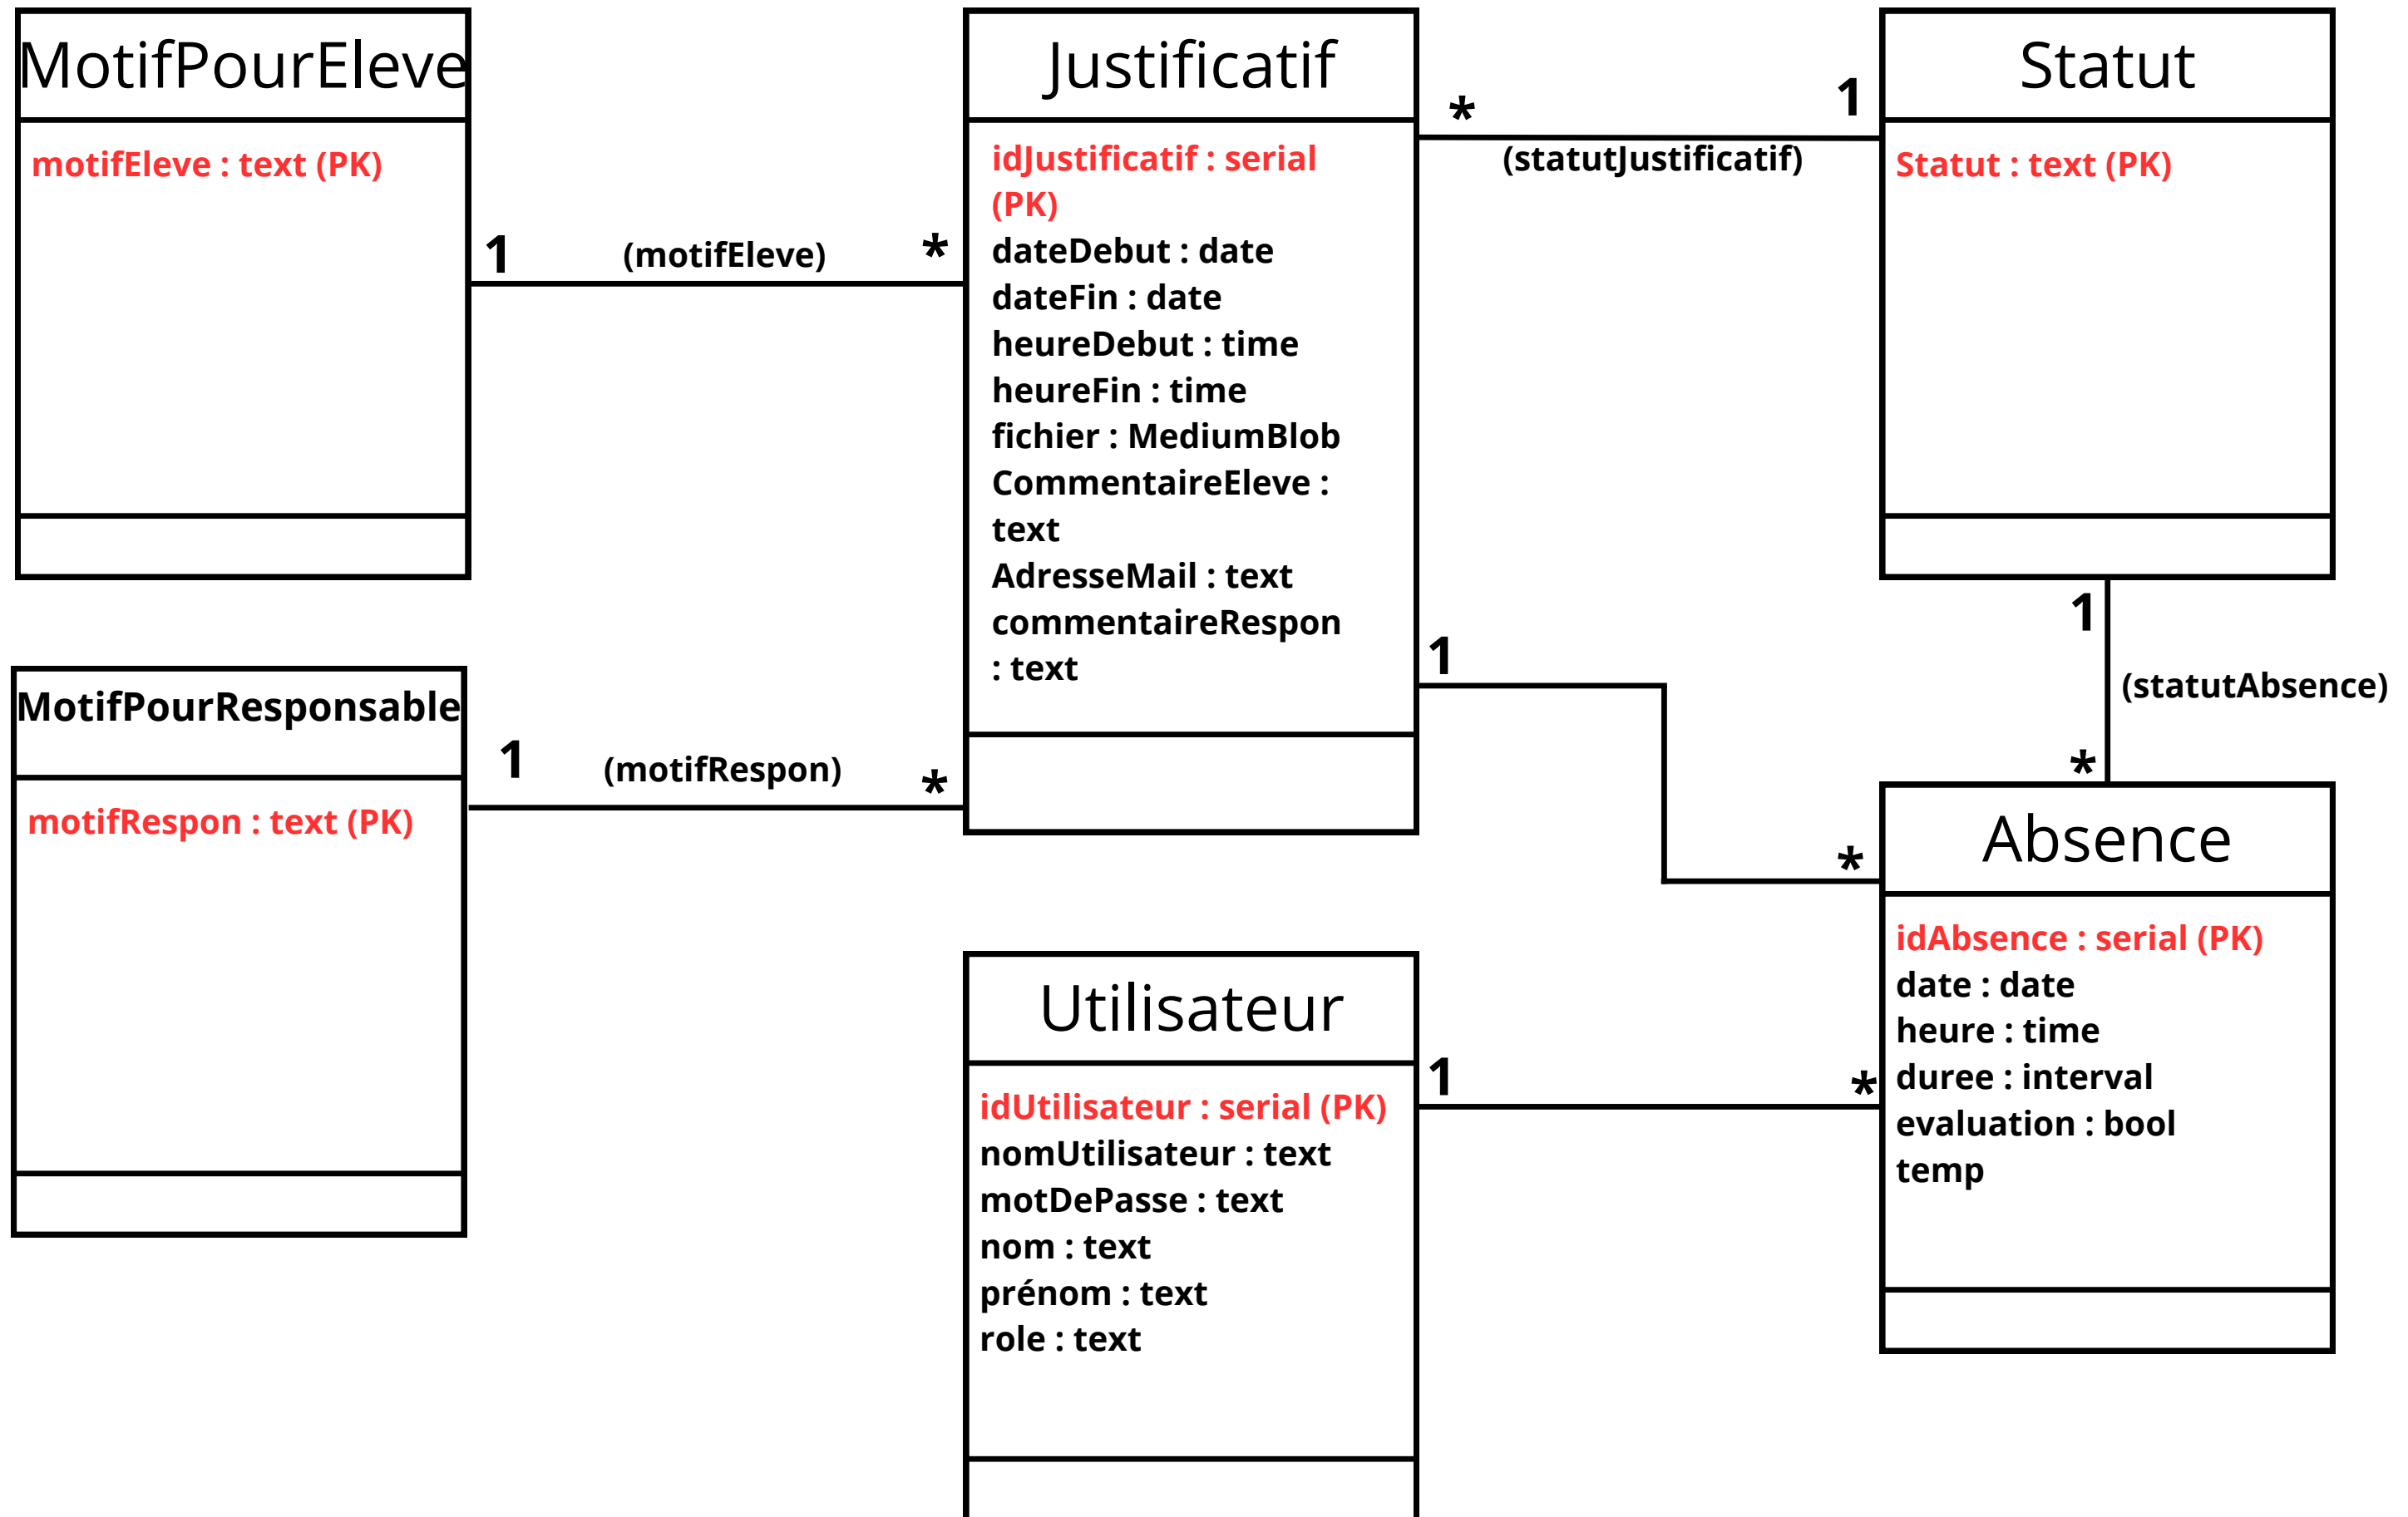 MotifPourEleve
motifEleve : text (PK)
1
(motifEleve)
*
Justificatif
idJustificatif : serial
(PK)
dateDebut : date
dateFin : date
heureDebut : time
heureFin : time
fichier : MediumBlob
CommentaireEleve :
text
AdresseMail : text
commentaireRespon
: text
*
1
(statutJustificatif)
Statut
Statut : text (PK)
1
(statutAbsence)
*
MotifPourResponsable
motifRespon : text (PK)
1
(motifRespon)
*
1
*
Absence
idAbsence : serial (PK)
date : date
heure : time
duree : interval
evaluation : bool
temp
Utilisateur
idUtilisateur : serial (PK)
nomUtilisateur : text
motDePasse : text
nom : text
prénom : text
role : text
1
*